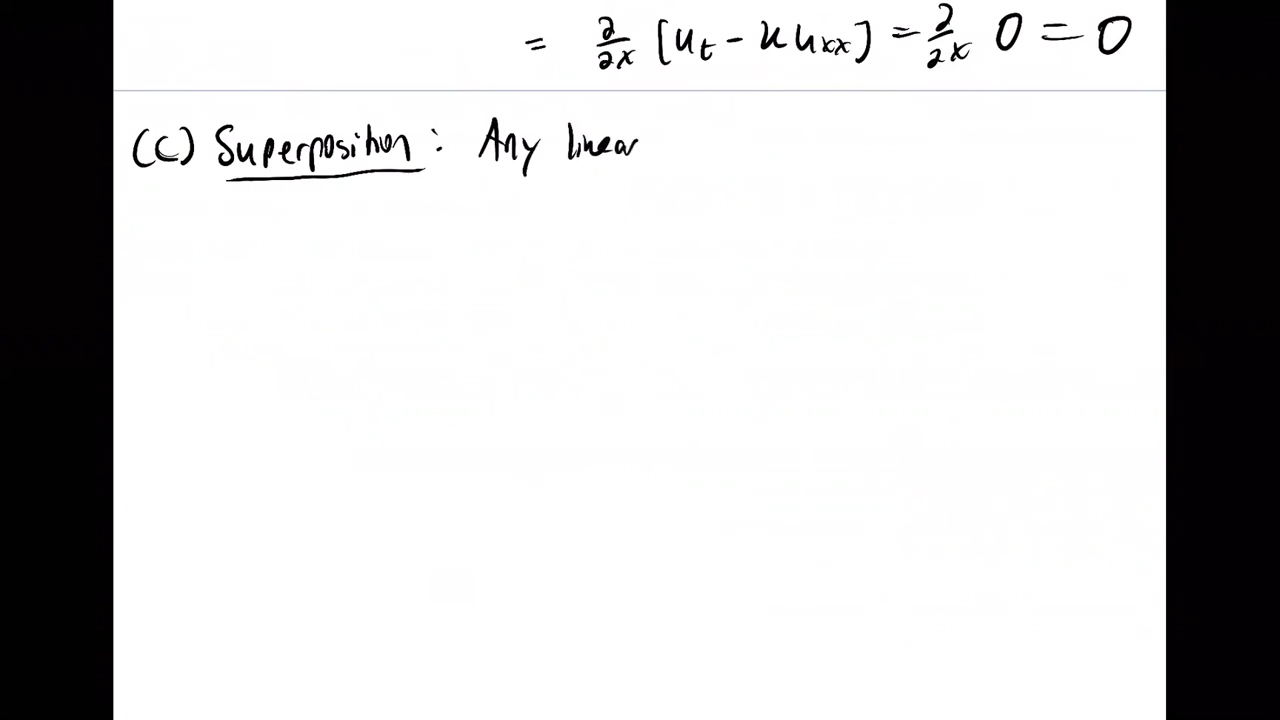 = ∂/∂x [u_t - k u_xx] = ∂/∂x 0 = 0
(C) Superposition: Any linear